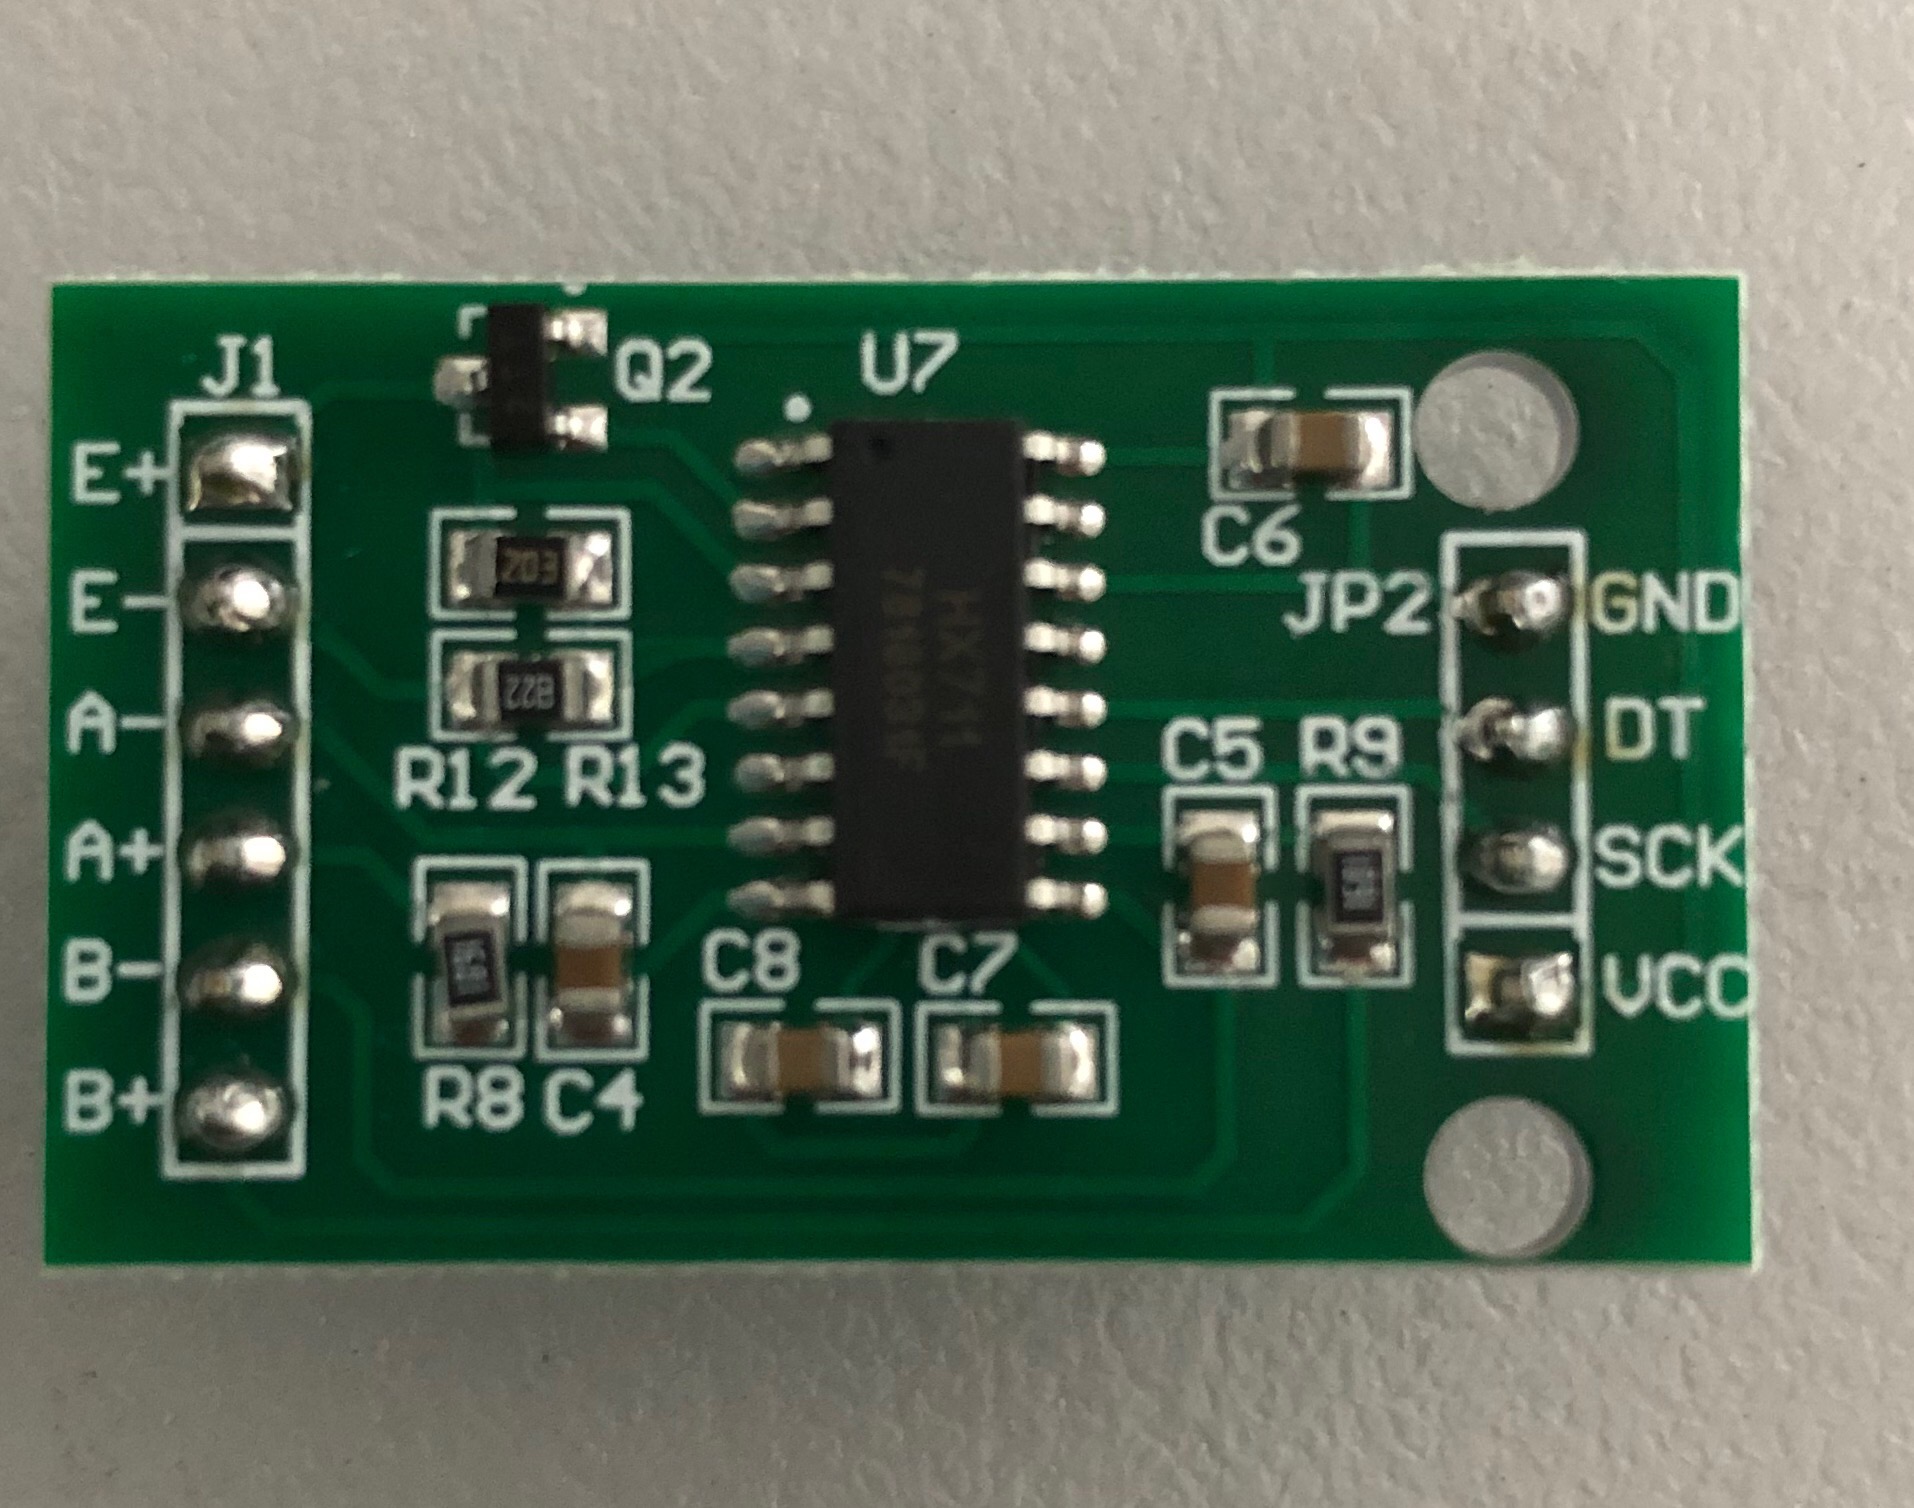 J1
Q2
U7
E+
E-
A-
A+
B-
B+
203
822
R12 R13
HX711
C6
JP2
GND
DT
SCK
VCC
C5 R9
C8 C7
R8 C4